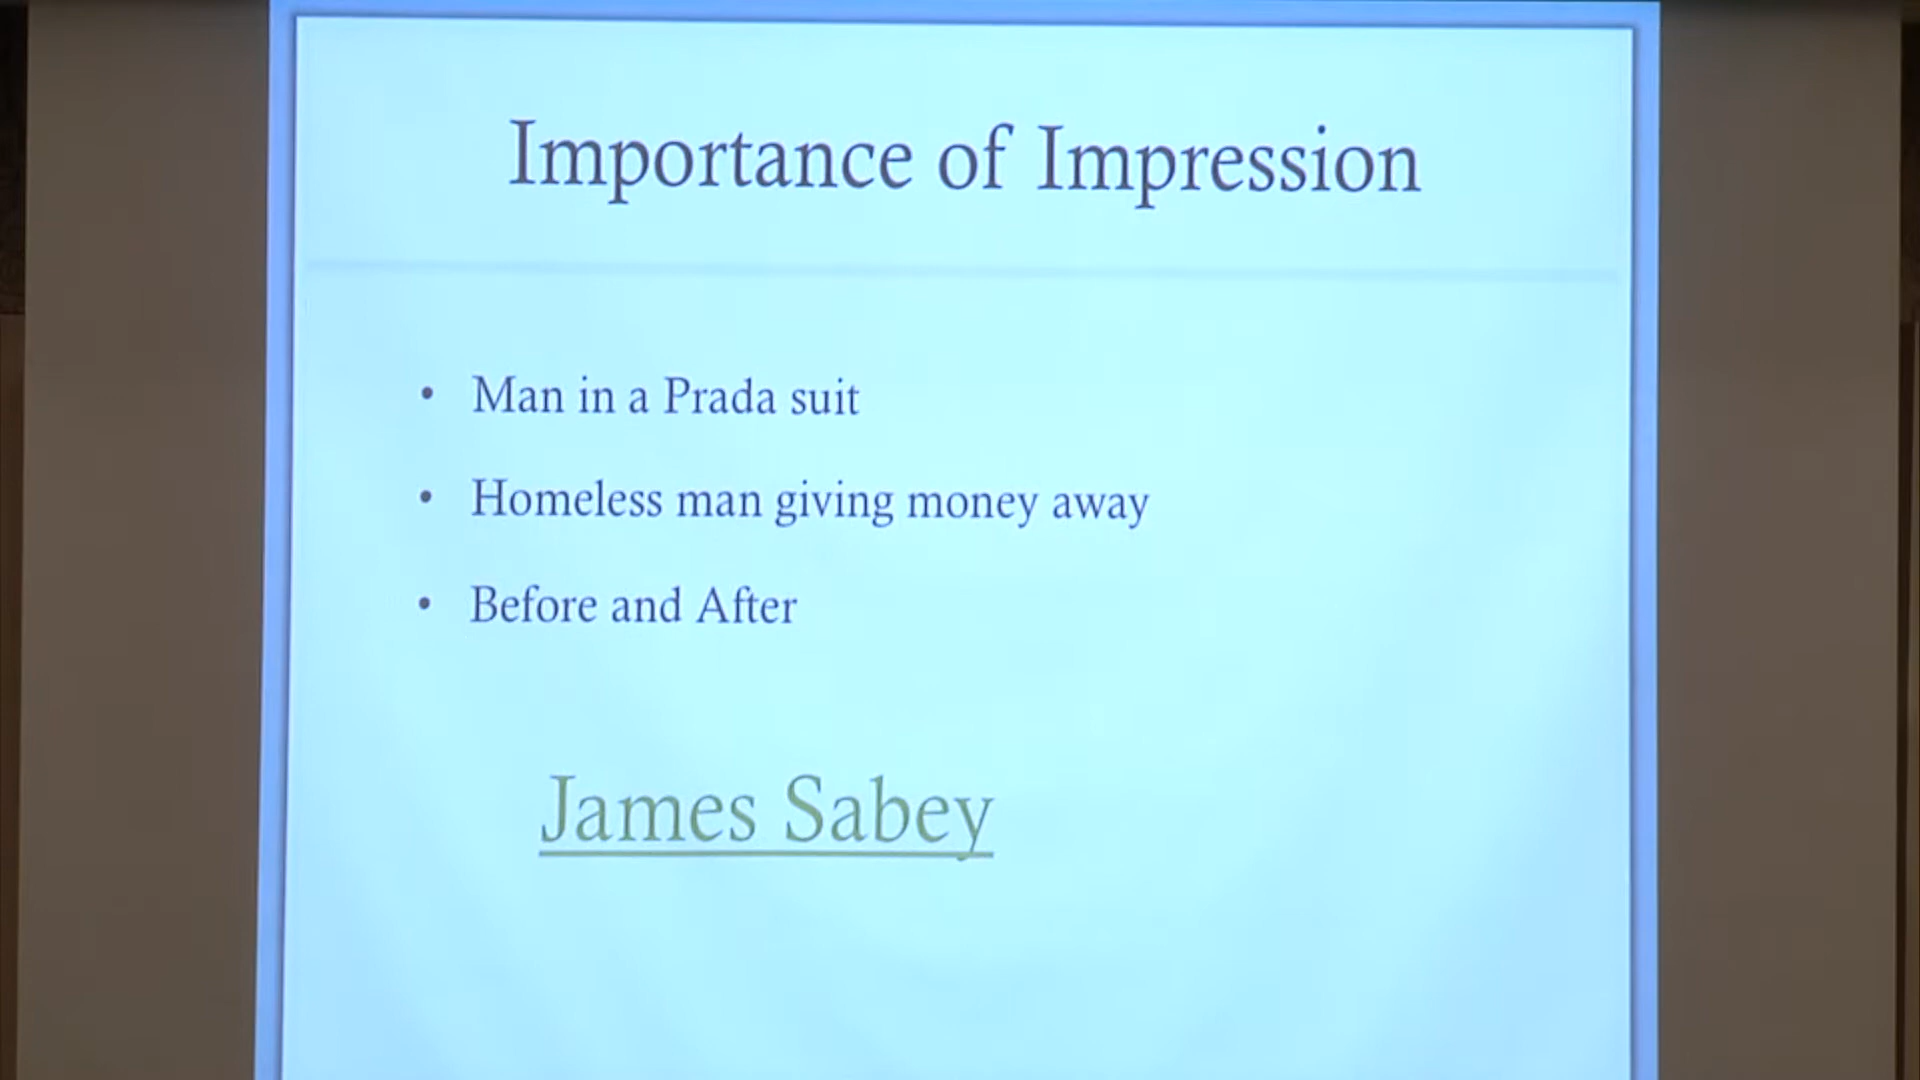 Importance of Impression
• Man in a Prada suit
• Homeless man giving money away
• Before and After
James Sabey